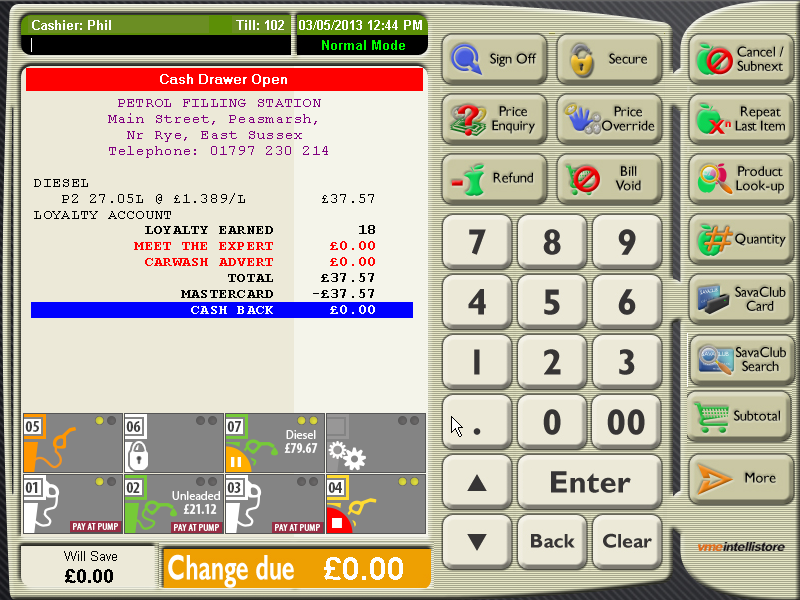 Cashier: Phil Till: 102
03/05/2013 12:44 PM
Normal Mode
Cash Drawer Open
PETROL FILLING STATION
Main Street, Peasmarsh,
Nr Rye, East Sussex
Telephone: 01797 230 214
DIESEL
P2 27.05L @ £1.389/L £37.57
LOYALTY ACCOUNT
LOYALTY EARNED 18
MEET THE EXPERT £0.00
CARWASH ADVERT £0.00
TOTAL £37.57
MASTERCARD -£37.57
CASH BACK £0.00
05
06
07
Diesel
£79.67
01
PAY AT PUMP
02
Unleaded
£21.12
PAY AT PUMP
03
PAY AT PUMP
04
Will Save
£0.00
Change due £0.00
Sign Off
Secure
Price
Enquiry
Price
Override
Refund
Bill
Void
7 8 9
4 5 6
1 2 3
. 0 00
Enter
Back
Clear
Cancel /
Subnext
Repeat
Last Item
Product
Look-up
Quantity
SavaClub
Card
SavaClub
Search
Subtotal
More
vmeintellistore